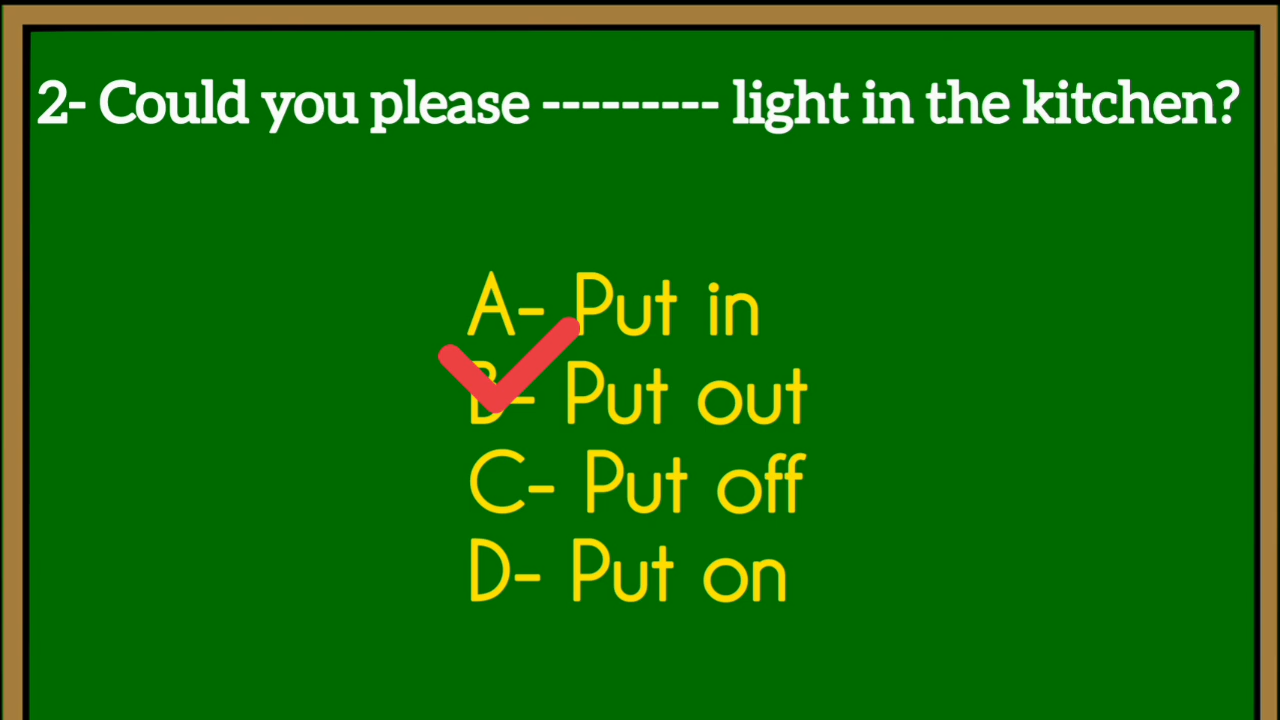 2- Could you please --------- light in the kitchen?
A- Put in
B- Put out
C- Put off
D- Put on